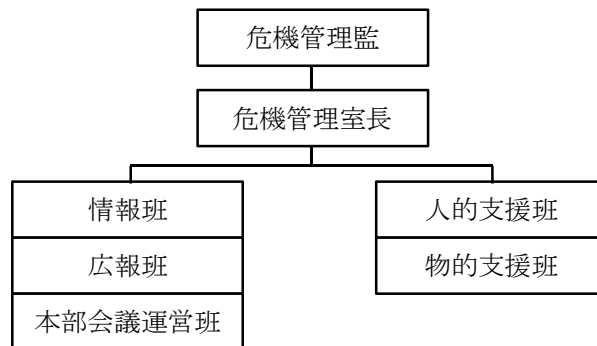 危機管理監
危機管理室長
情報班
広報班
本部会議運営班
人的支援班
物的支援班